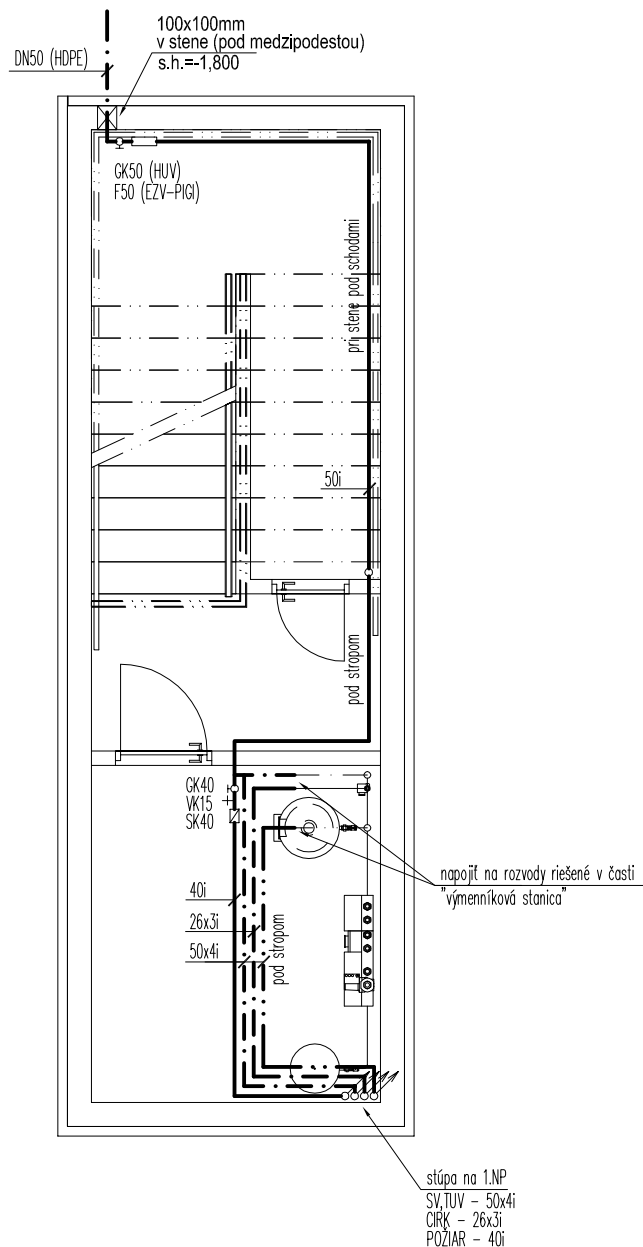 100x100mm
v stene (pod medzipodestou)
s.h.=-1,800
DN50 (HDPE)
GK50 (HUV)
F50 (EZV-PIGI)
pri stene pod schodami
50i
pod stropom
GK40
VK15
SK40
napojiť na rozvody riešené v časti
"výmenníková stanica"
40i
26x3i
50x4i
pod stropom
stúpa na 1.NP
SV,TUV - 50x4i
CIRK - 26x3i
POŽIAR - 40i